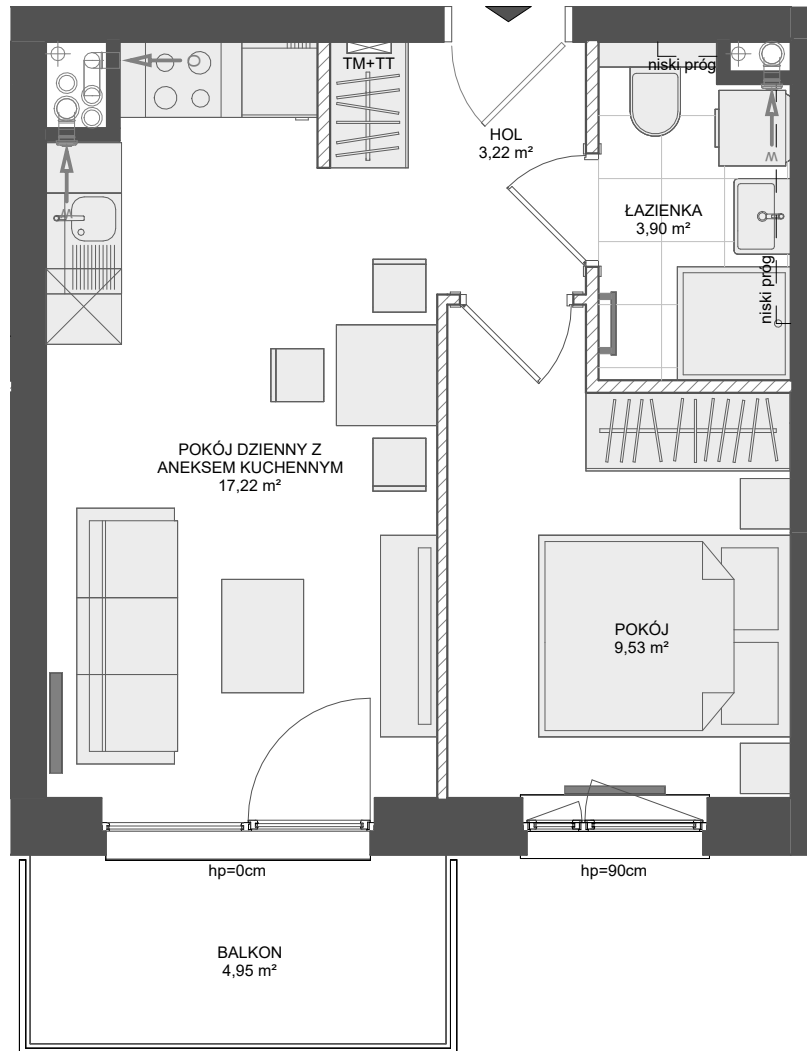 TM+TT
niski próg
HOL
3,22 m²
ŁAZIENKA
3,90 m²
niski próg
W
W
POKÓJ DZIENNY Z
ANEKSEM KUCHENNYM
17,22 m²
POKÓJ
9,53 m²
hp=0cm
hp=90cm
BALKON
4,95 m²